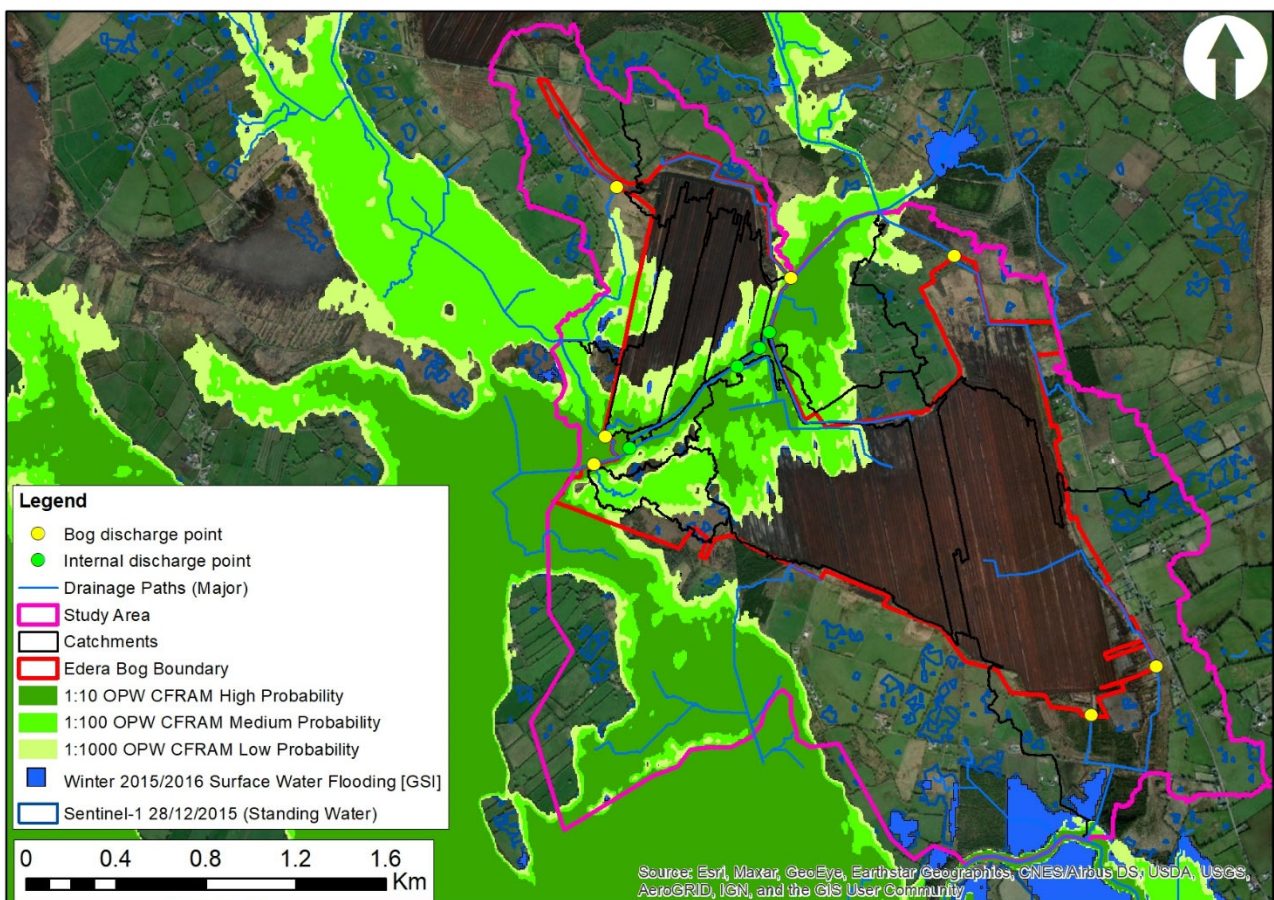 Legend
Bog discharge point
Internal discharge point
Drainage Paths (Major)
Study Area
Catchments
Edera Bog Boundary
1:10 OPW CFRAM High Probability
1:100 OPW CFRAM Medium Probability
1:1000 OPW CFRAM Low Probability
Winter 2015/2016 Surface Water Flooding [GSI]
Sentinel-1 28/12/2015 (Standing Water)
0 0.4 0.8 1.2 1.6
Km
Source: Esri, Maxar, GeoEye, Earthstar Geographics, CNES/Airbus DS, USDA, USGS,
AeroGRID, IGN, and the GIS User Community